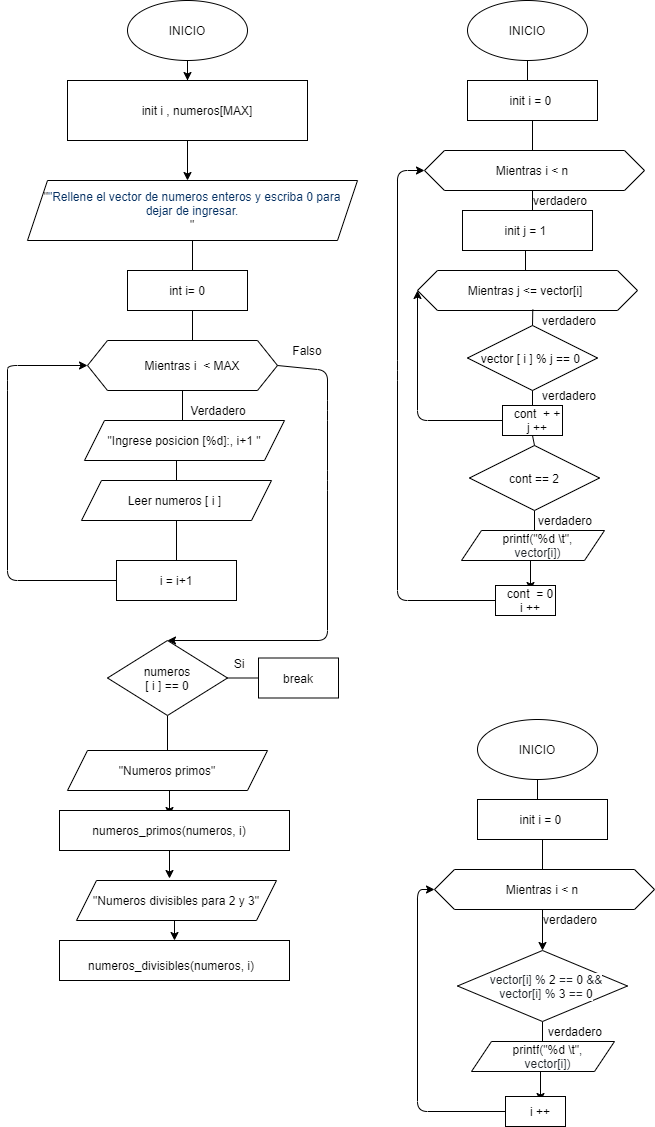 INICIO
init i , numeros[MAX]
""Rellene el vector de numeros enteros y escriba 0 para
dejar de ingresar.
"
int i= 0
Mientras i  < MAX
Falso
Verdadero
"Ingrese posicion [%d]:, i+1 "
Leer numeros [ i ]
i = i+1
numeros
[ i ] == 0
Si
break
"Numeros primos"
numeros_primos(numeros, i)
"Numeros divisibles para 2 y 3"
numeros_divisibles(numeros, i)
INICIO
init i = 0
Mientras i < n
verdadero
init j = 1
Mientras j <= vector[i]
verdadero
vector [ i ] % j == 0
verdadero
cont  + +
j ++
cont == 2
verdadero
printf("%d \t",
vector[i])
cont  = 0
i ++
INICIO
init i = 0
Mientras i < n
verdadero
vector[i] % 2 == 0 &&
vector[i] % 3 == 0
verdadero
printf("%d \t",
vector[i])
i ++